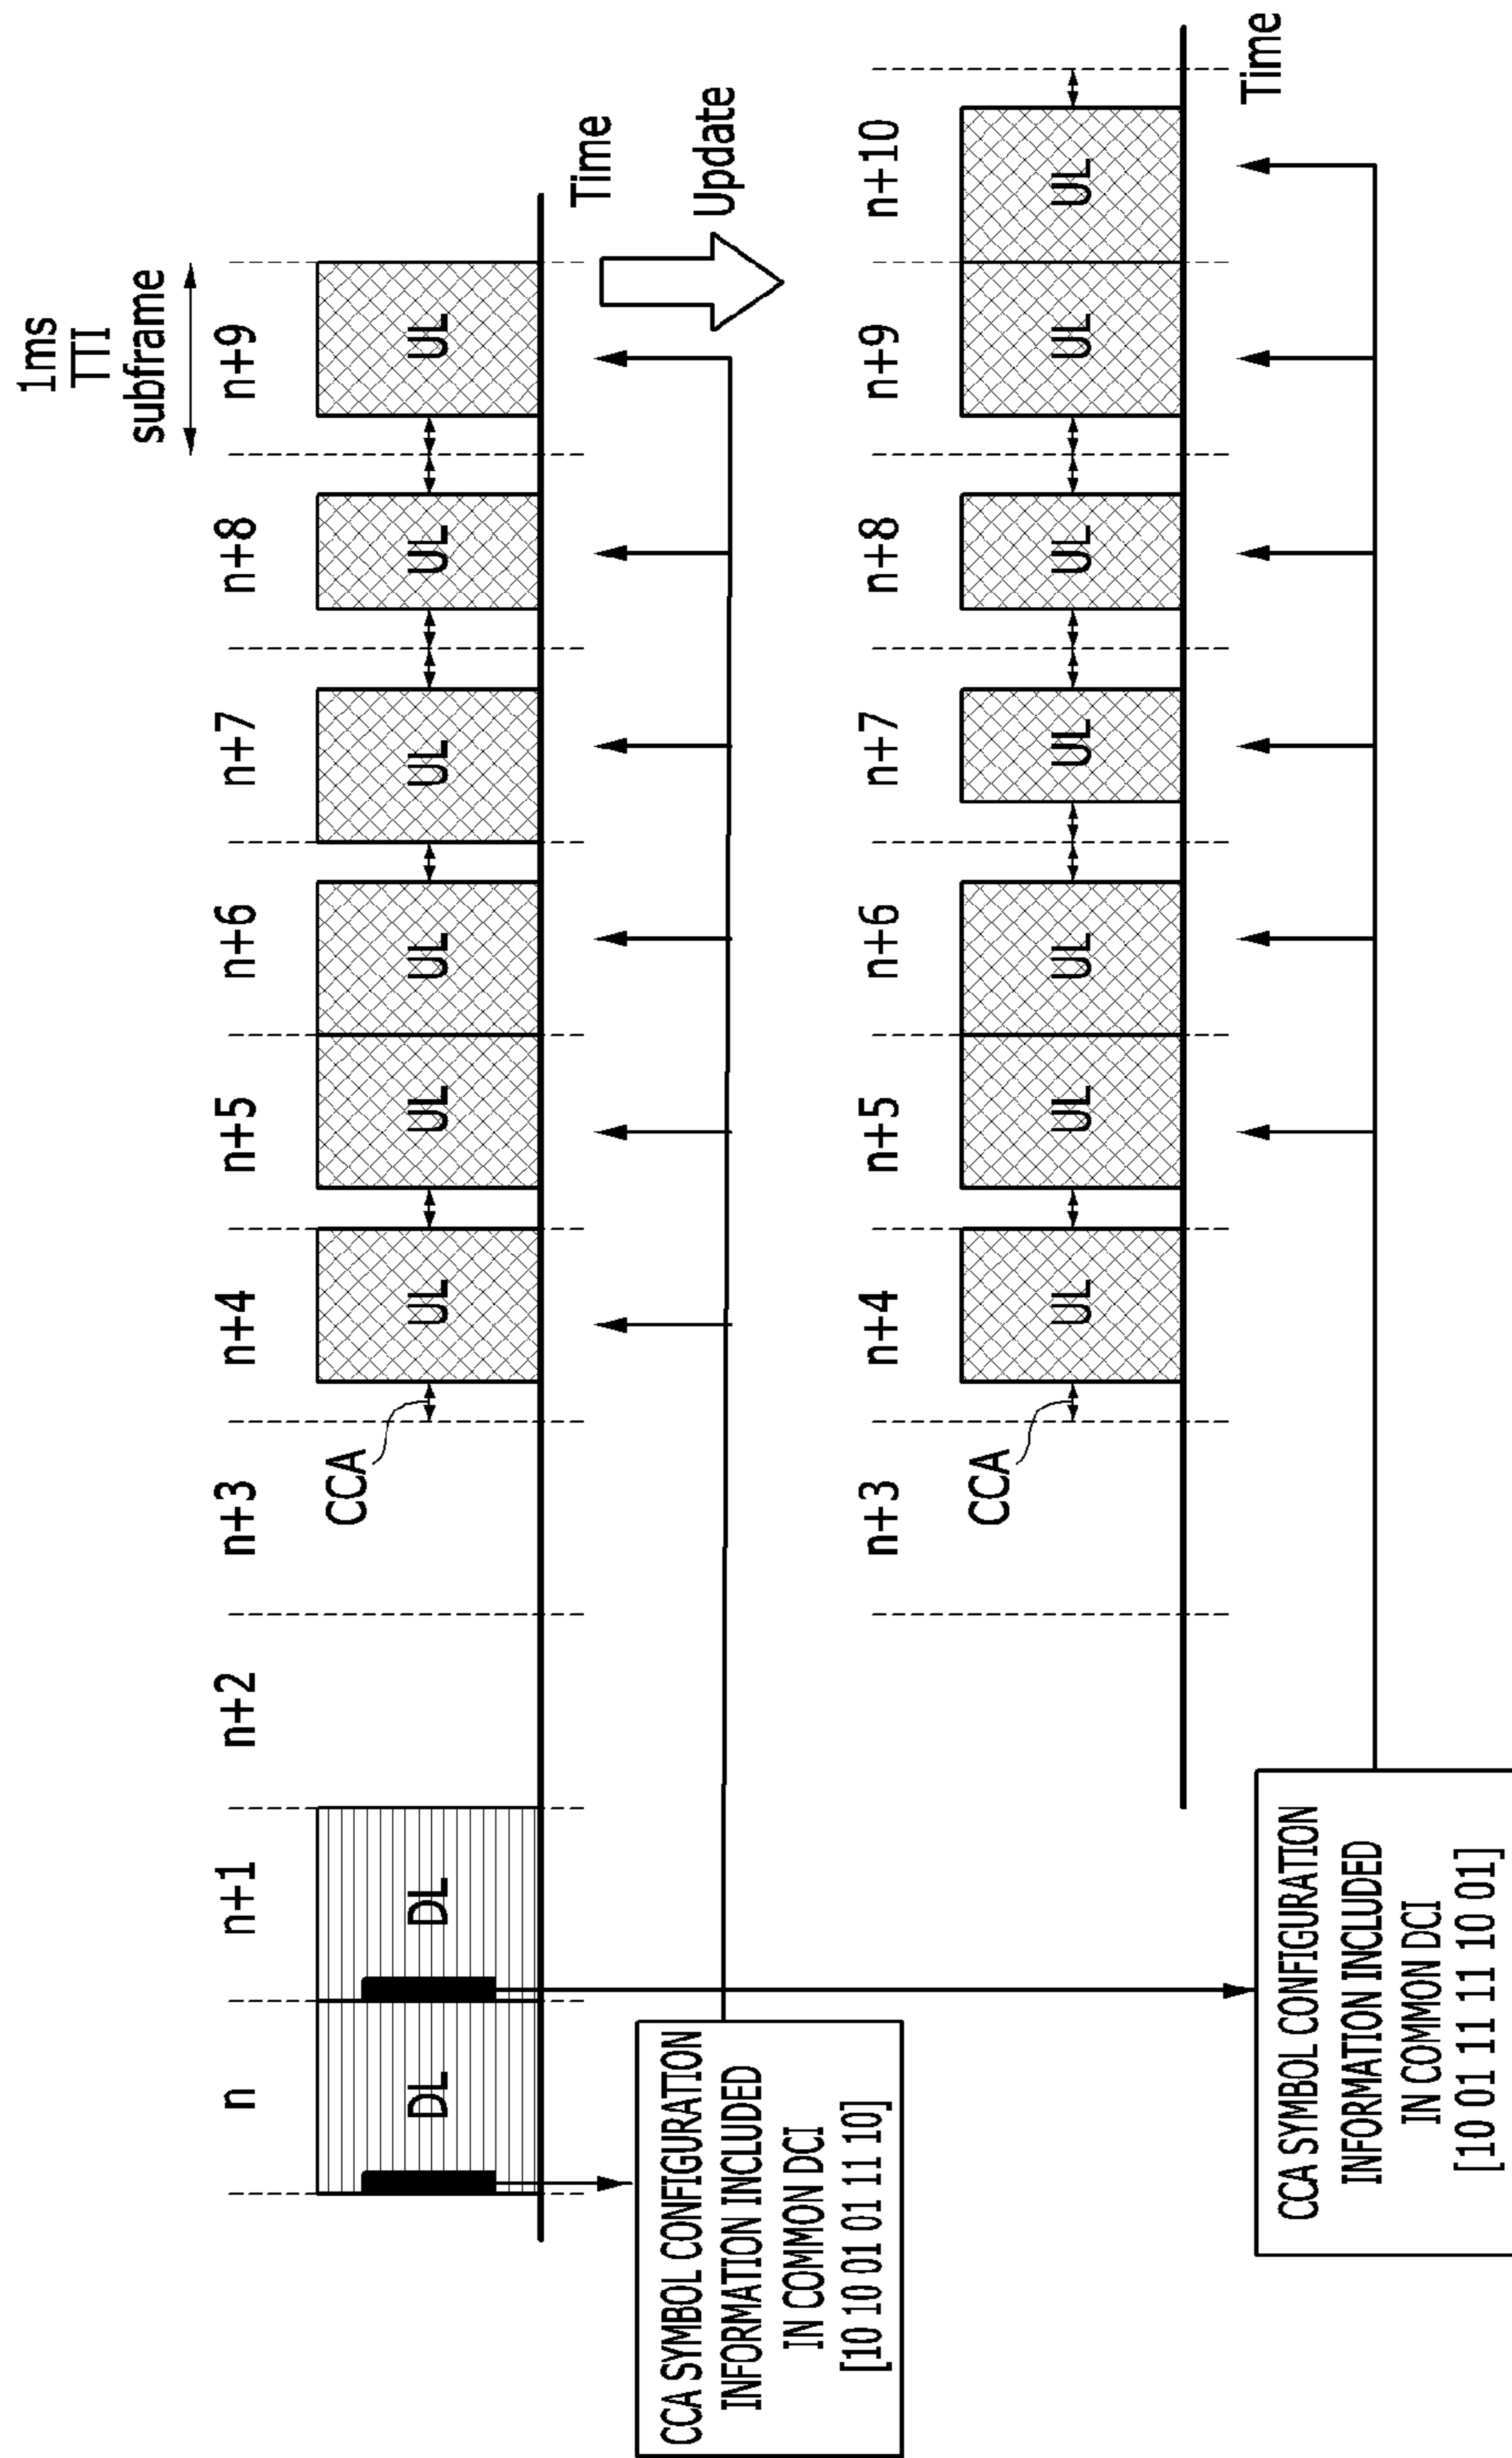 1ms
TTI
subframe
n
n+1
n+2
n+3
n+4
n+5
n+6
n+7
n+8
n+9
DL
DL
CCA
UL
UL
UL
UL
UL
UL
Time
CCA SYMBOL CONFIGURATION
INFORMATION INCLUDED
IN COMMON DCI
[10 10 01 01 11 10]
Update
n+3
n+4
n+5
n+6
n+7
n+8
n+9
n+10
CCA
UL
UL
UL
UL
UL
UL
UL
Time
CCA SYMBOL CONFIGURATION
INFORMATION INCLUDED
IN COMMON DCI
[10 01 11 11 10 01]